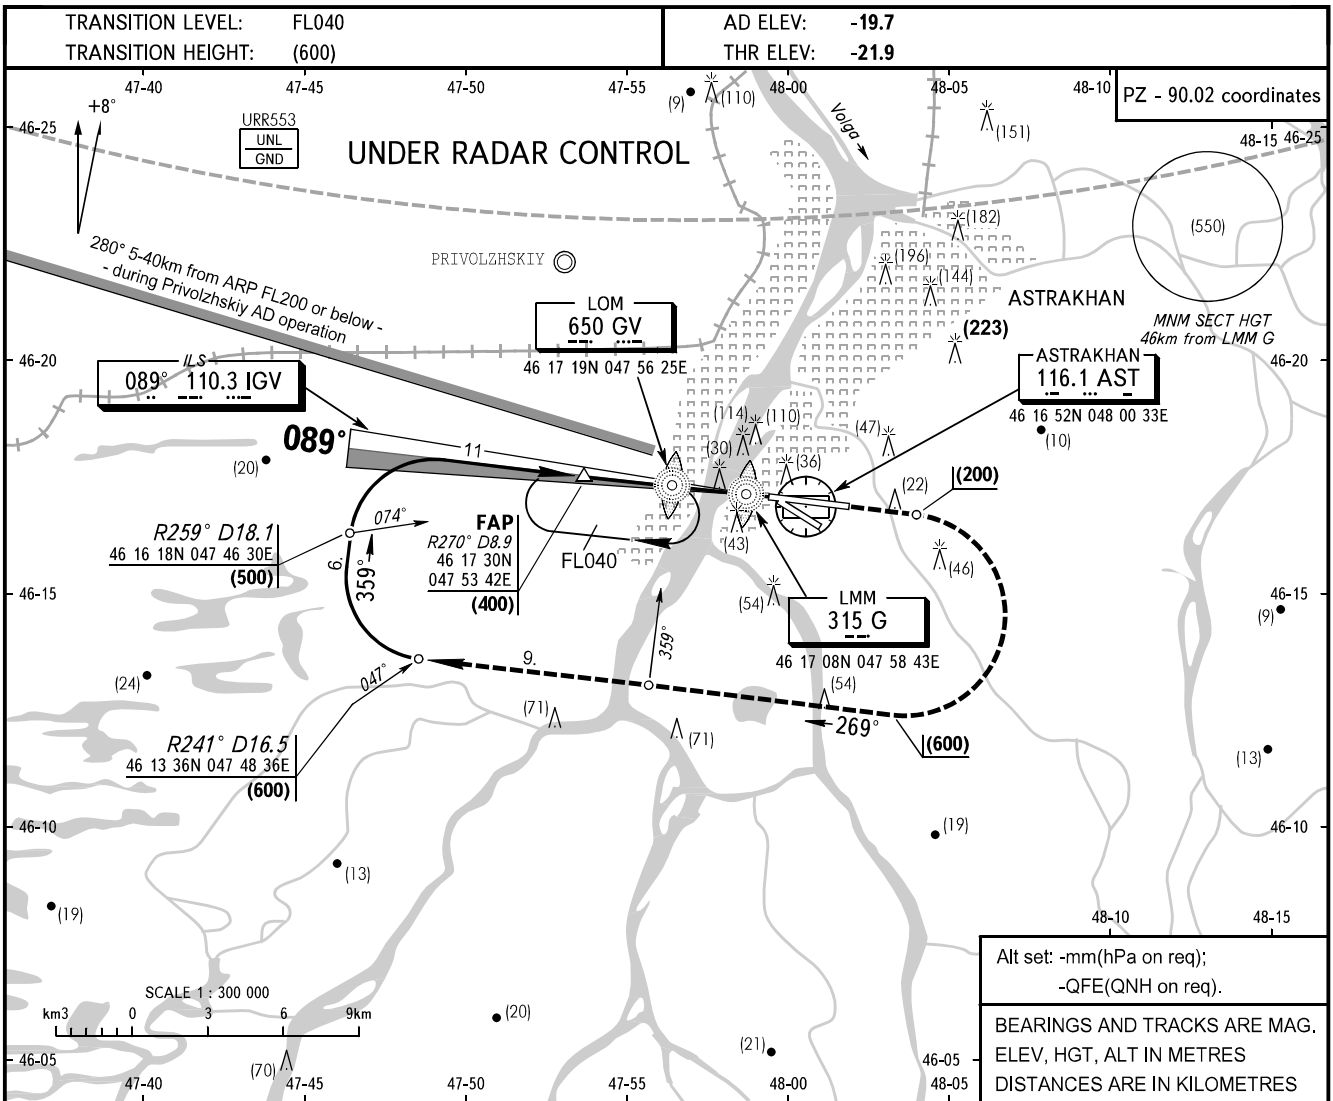 TRANSITION LEVEL: FL040
TRANSITION HEIGHT: (600)
AD ELEV: -19.7
THR ELEV: -21.9
47-40 47-45 47-50 47-55 48-00 48-05 48-10
PZ - 90.02 coordinates
+8°
46-25
URR553
UNL
GND
UNDER RADAR CONTROL
(9)
(110)
Volga
(151)
48-15 46-25
(182)
(550)
280° 5-40km from ARP FL200 or below -
- during Privolzhskiy AD operation
PRIVOLZHSKIY
(196)
(144)
ASTRAKHAN
(223)
MNM SECT HGT
46km from LMM G
LOM
650 GV
46 17 19N 047 56 25E
46-20
46-20
ILS
089° 110.3 IGV
ASTRAKHAN
116.1 AST
46 16 52N 048 00 33E
(10)
089°
11
(20)
(114)
(110)
(30)
(47)
(36)
(22)
(200)
R259° D18.1
46 16 18N 047 46 30E
(500)
074°
FAP
R270° D8.9
46 17 30N
047 53 42E
(400)
FL040
(43)
(46)
6.
359°
46-15
46-15
(54)
LMM
315 G
46 17 08N 047 58 43E
(9)
359°
9.
047°
(24)
(54)
(71)
(71)
269°
(600)
(13)
R241° D16.5
46 13 36N 047 48 36E
(600)
46-10
46-10
(19)
(13)
(19)
48-10 48-15
Alt set: -mm(hPa on req);
-QFE(QNH on req).
SCALE 1 : 300 000
km3 0 3 6 9km
(20)
(21)
(70)
BEARINGS AND TRACKS ARE MAG.
ELEV, HGT, ALT IN METRES
DISTANCES ARE IN KILOMETRES
46-05
46-05
47-40 47-45 47-50 47-55 48-00 48-05